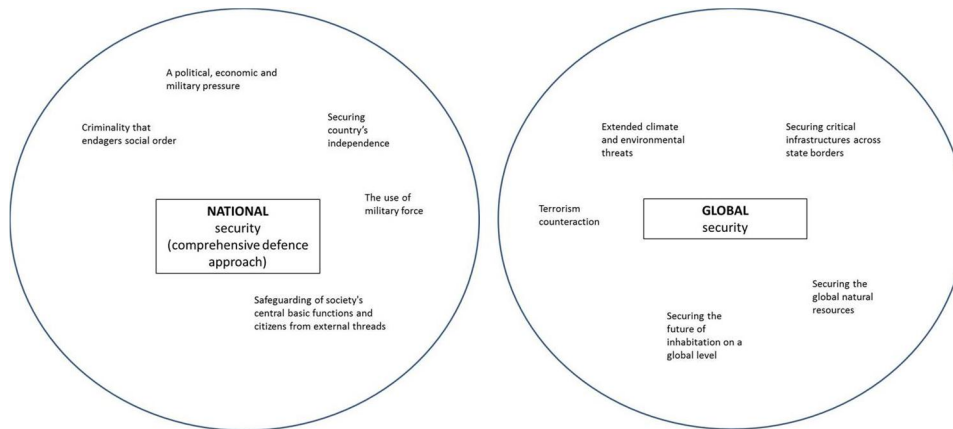 A political, economic and
military pressure
Criminality that
endagers social order
Securing
country's
independence
The use of
military force
NATIONAL
security
(comprehensive defence
approach)
Safeguarding of society's
central basic functions and
citizens from external threads
Extended climate
and environmental
threats
Securing critical
infrastructures across
state borders
Terrorism
counteraction
GLOBAL
security
Securing the
global natural
resources
Securing the
future of
inhabitation on a
global level